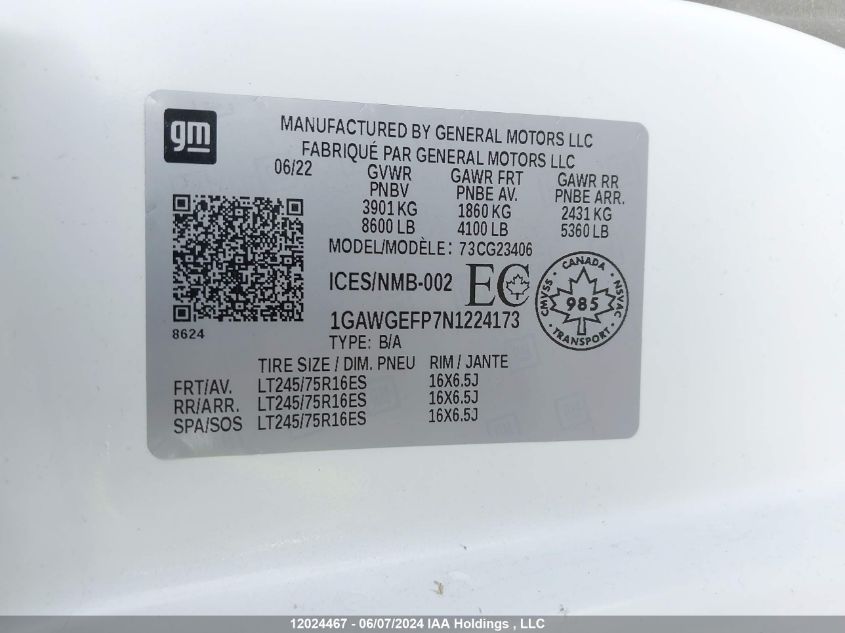 gm
MANUFACTURED BY GENERAL MOTORS LLC
FABRIQUÉ PAR GENERAL MOTORS LLC
06/22 GVWR GAWR FRT GAWR RR
PNBV PNBE AV. PNBE ARR.
3901 KG 1860 KG 2431 KG
8600 LB 4100 LB 5360 LB
MODEL/MODÈLE: 73CG23406
ICES/NMB-002 EC
CANADA
CMVSS 985 NSVAC
TRANSPORT
8624
1GAWGEFP7N1224173
TYPE: B/A
TIRE SIZE / DIM. PNEU RIM / JANTE
FRT/AV. LT245/75R16ES 16X6.5J
RR/ARR. LT245/75R16ES 16X6.5J
SPA/SOS LT245/75R16ES 16X6.5J
12024467 - 06/07/2024 IAA Holdings , LLC